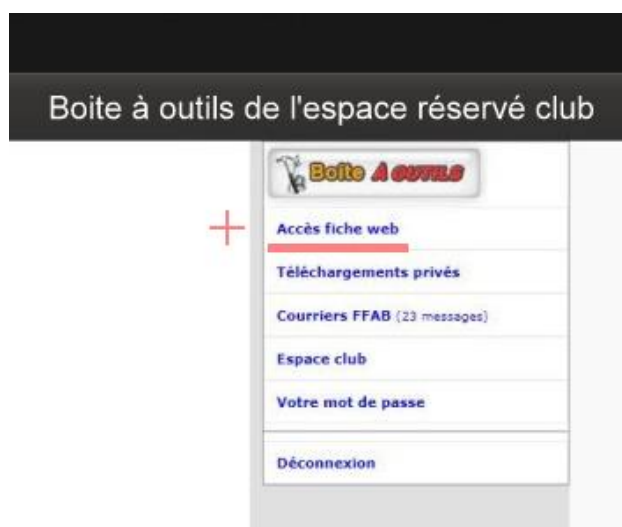 Boite à outils de l'espace réservé club
Boîte À OUTILS
Accès fiche web
Téléchargements privés
Courriers FFAB (23 messages)
Espace club
Votre mot de passe
Déconnexion